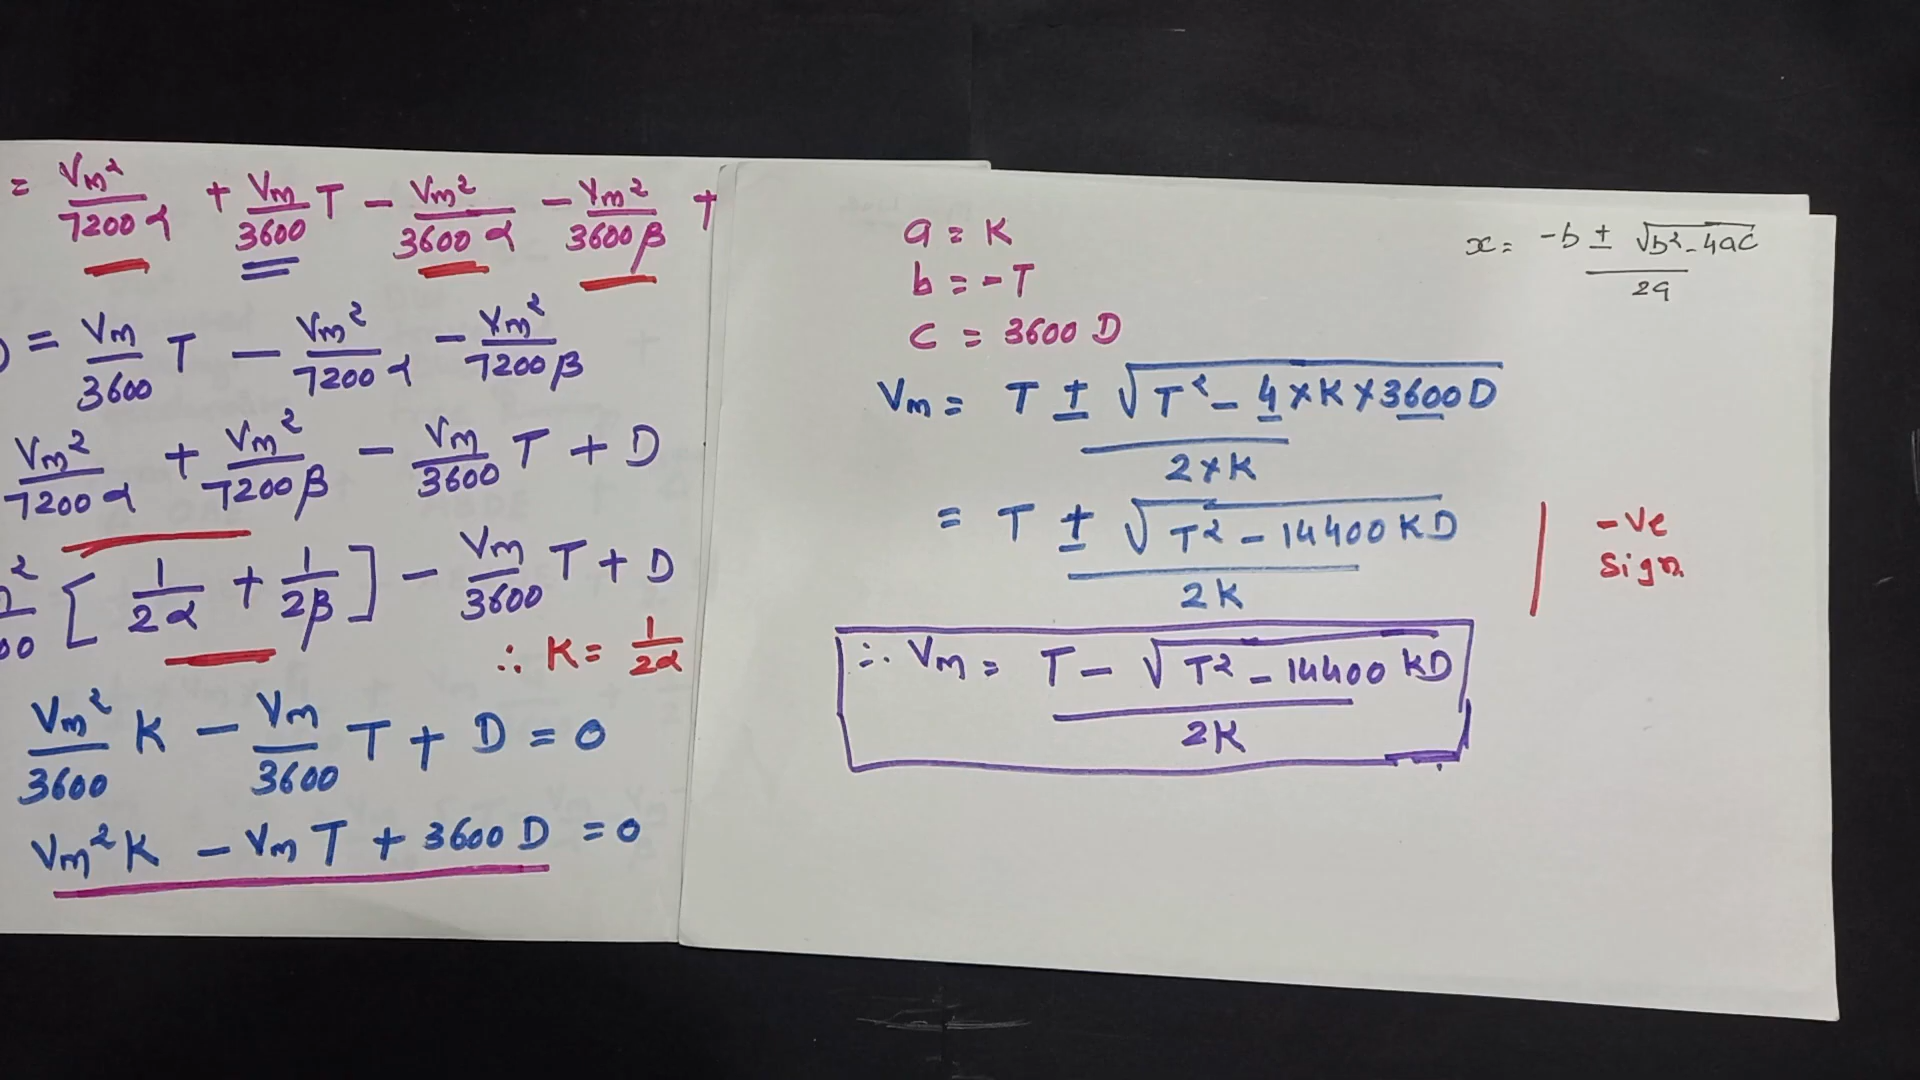 = Vm²/7200α + Vm/3600 T - Vm²/3600α - Vm²/3600β +
= Vm/3600 T - Vm²/7200α - Vm²/7200β
Vm²/7200α + Vm²/7200β - Vm/3600 T + D
[1/2α + 1/2β] - Vm/3600 T + D
∴ K = 1/2α
Vm²/3600 K - Vm/3600 T + D = 0
Vm²K - VmT + 3600D = 0
a = K
b = -T
c = 3600 D
x = -b ± √b²-4ac / 2a
Vm = T ± √T² - 4×K×3600D / 2×K
= T ± √T² - 14400 KD / 2K
-ve
sign
∴ Vm = T - √T² - 14400 KD / 2K